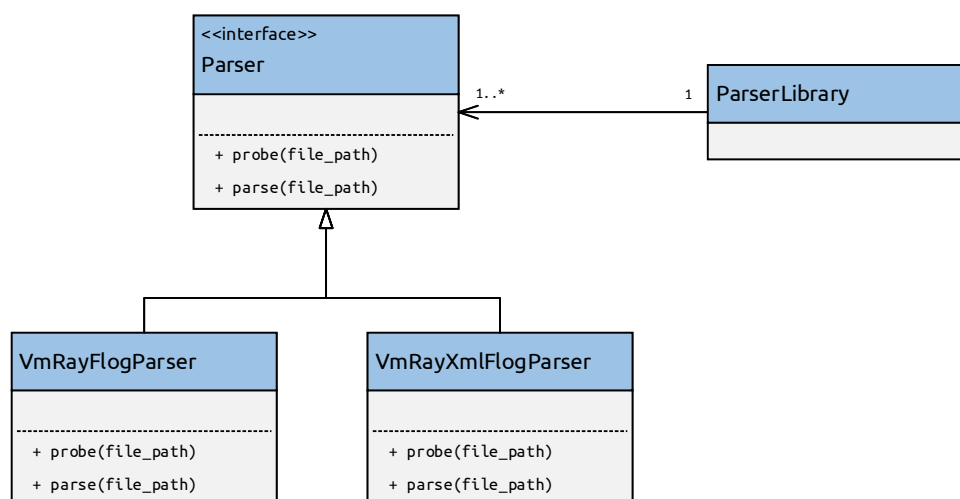 <<interface>>
Parser
+ probe(file_path)
+ parse(file_path)
1..*
1
ParserLibrary
VmRayFlogParser
+ probe(file_path)
+ parse(file_path)
VmRayXmlFlogParser
+ probe(file_path)
+ parse(file_path)